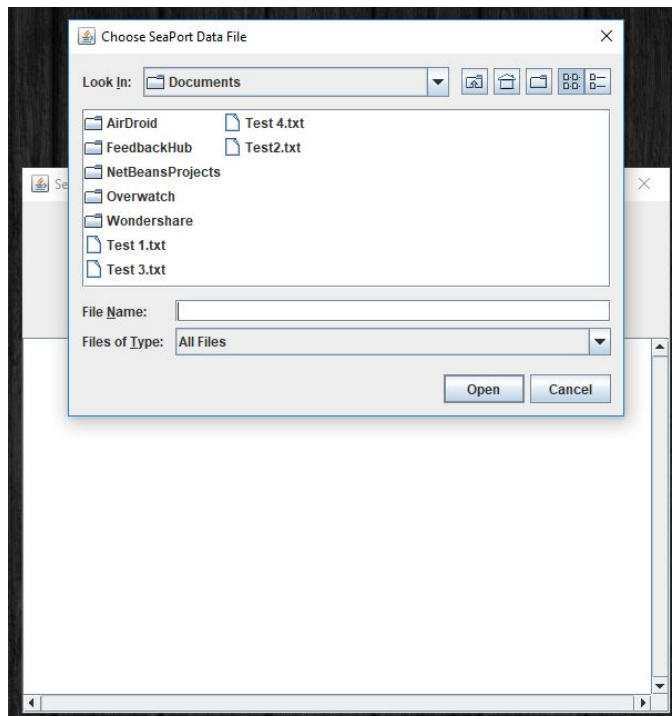 Choose SeaPort Data File
Look In: Documents
AirDroid
FeedbackHub
NetBeansProjects
Overwatch
Wondershare
Test 1.txt
Test 3.txt
Test 4.txt
Test2.txt
Se
File Name:
Files of Type: All Files
Open Cancel